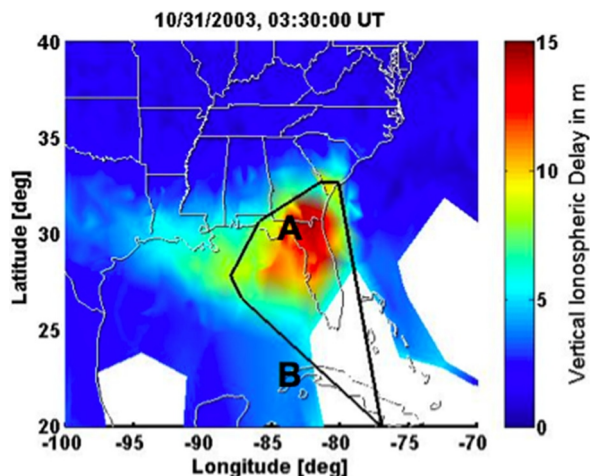 10/31/2003, 03:30:00 UT
40
35
30
25
20
Latitude [deg]
A
B
-100 -95 -90 -85 -80 -75 -70
Longitude [deg]
15
10
5
0
Vertical Ionospheric Delay in m